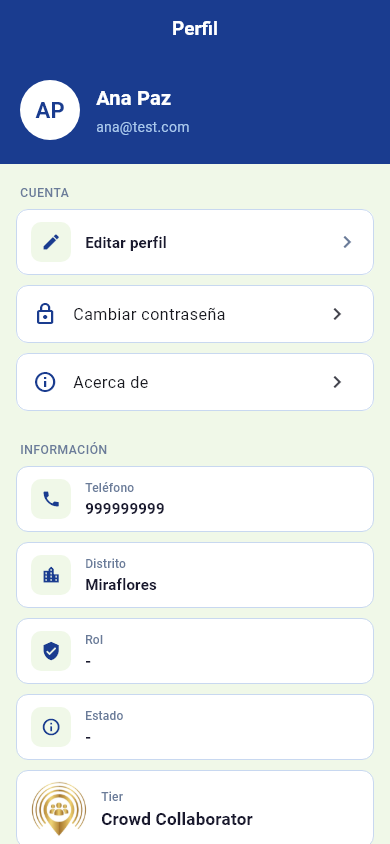 Perfil
AP
Ana Paz
ana@test.com
CUENTA
Editar perfil
Cambiar contraseña
Acerca de
INFORMACIÓN
Teléfono
999999999
Distrito
Miraflores
Rol
-
Estado
-
Tier
Crowd Collaborator